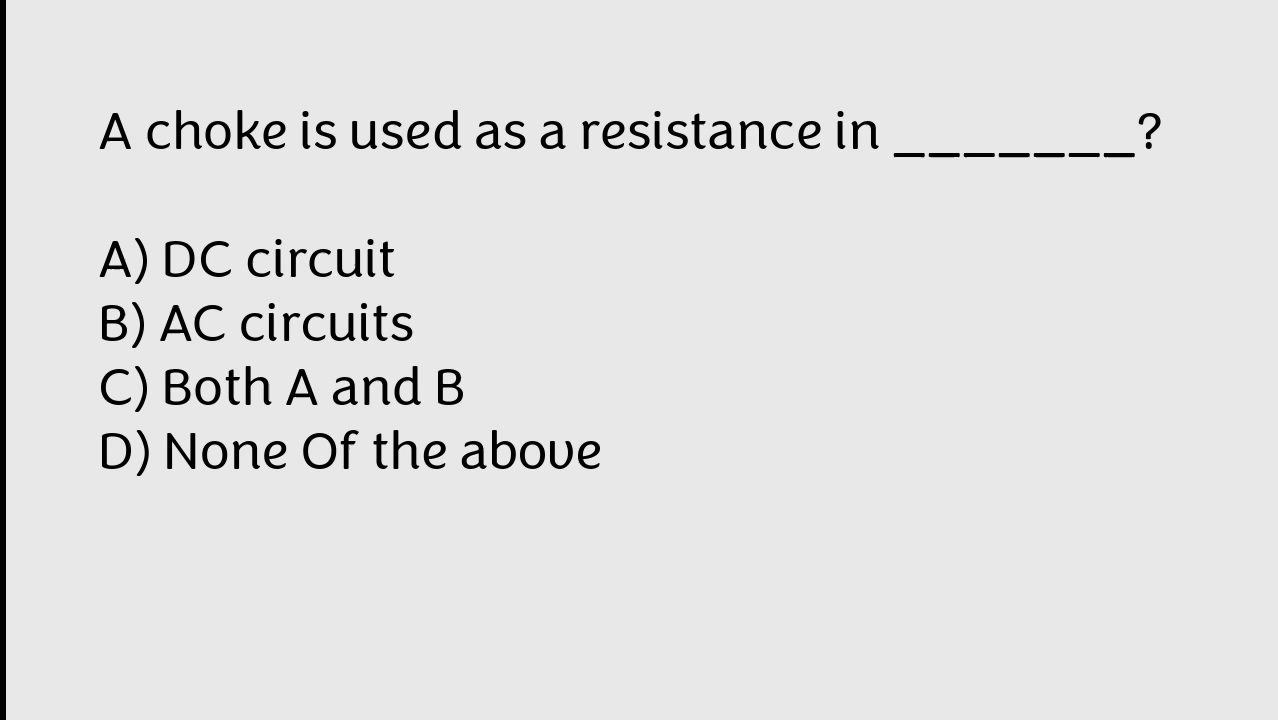 A choke is used as a resistance in _______?
A) DC circuit
B) AC circuits
C) Both A and B
D) None Of the above